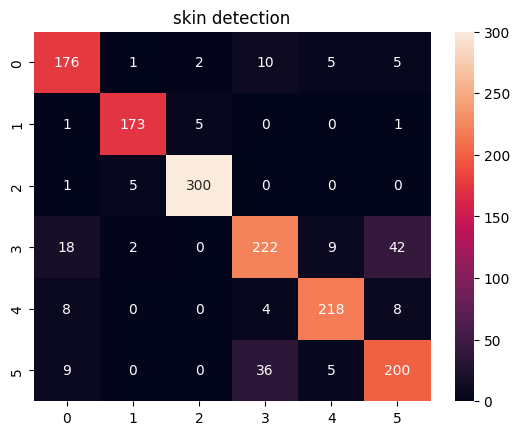 skin detection
0 176 1 2 10 5 5
1 1 173 5 0 0 1
2 1 5 300 0 0 0
3 18 2 0 222 9 42
4 8 0 0 4 218 8
5 9 0 0 36 5 200
0 1 2 3 4 5
300
250
200
150
100
50
0